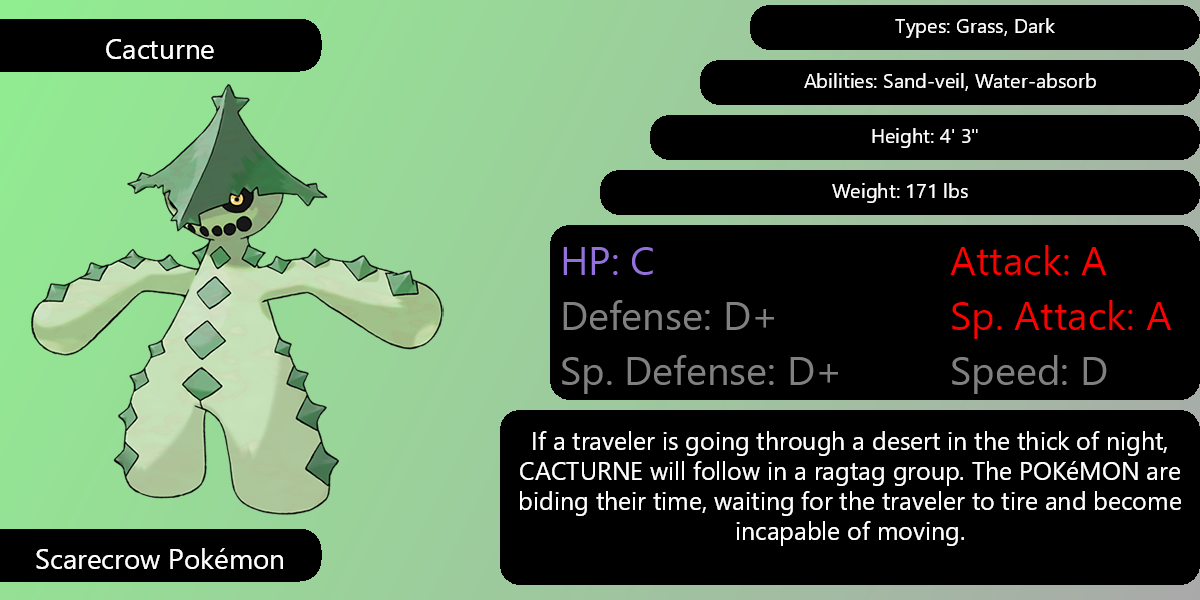 Cacturne
Types: Grass, Dark
Abilities: Sand-veil, Water-absorb
Height: 4' 3"
Weight: 171 lbs
HP: C
Attack: A
Defense: D+
Sp. Attack: A
Sp. Defense: D+
Speed: D
If a traveler is going through a desert in the thick of night,
CACTURNE will follow in a ragtag group. The POKéMON are
biding their time, waiting for the traveler to tire and become
incapable of moving.
Scarecrow Pokémon